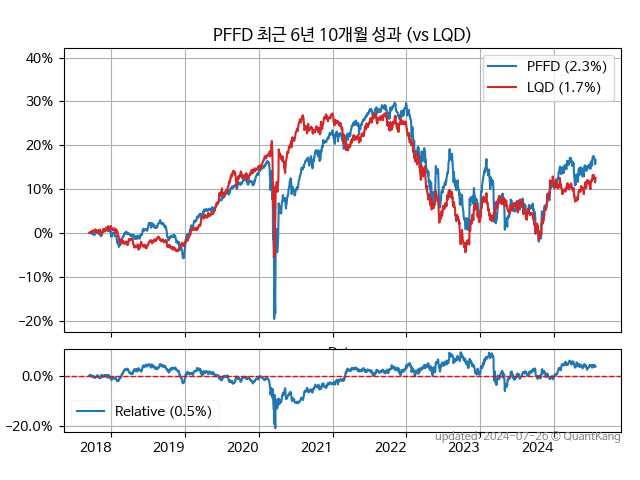 PFFD 최근 6년 10개월 성과 (vs LQD)
40%
30%
20%
10%
0%
−10%
−20%
PFFD (2.3%)
LQD (1.7%)
0.0%
−20.0%
Relative (0.5%)
2018 2019 2020 2021 2022 2023 2024
updated: 2024-07-26 © QuantKang